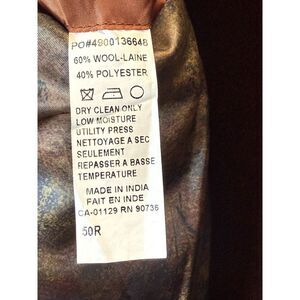 PO#4900136648
60% WOOL-LAINE
40% POLYESTER
DRY CLEAN ONLY
LOW MOISTURE
UTILITY PRESS
NETTOYAGE A SEC
SEULEMENT
REPASSER A BASSE
TEMPERATURE
MADE IN INDIA
FAIT EN INDE
CA-01129 RN 90736
50R